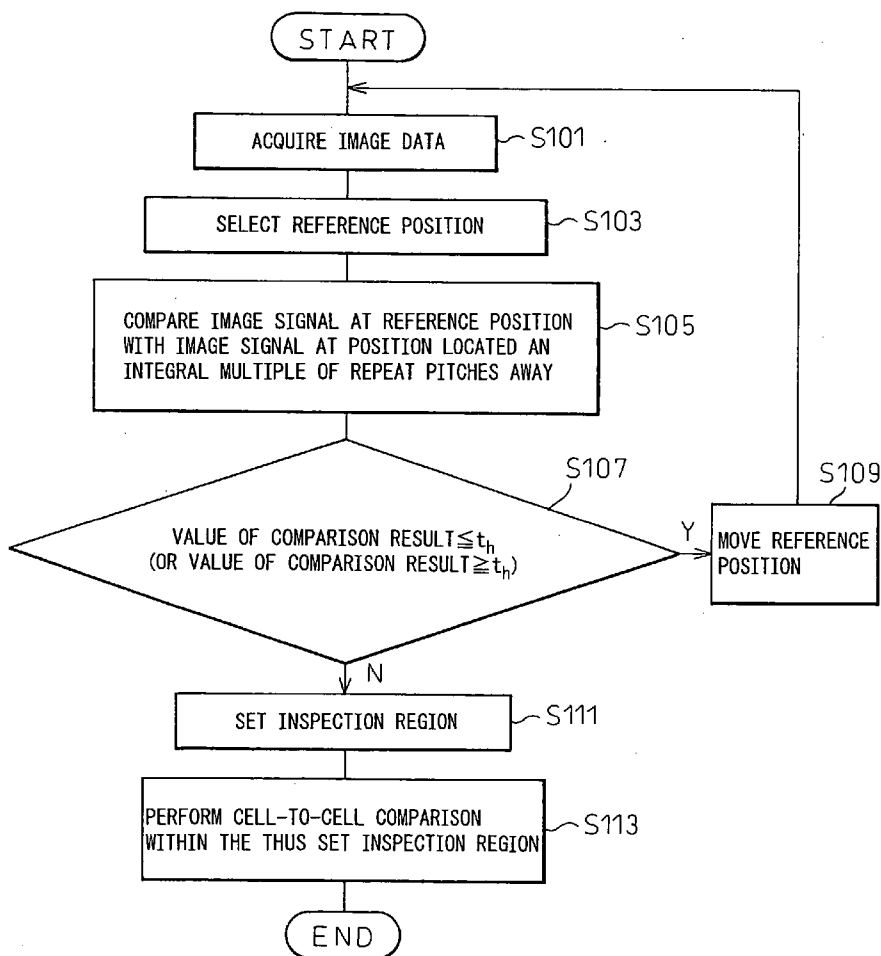 START
ACQUIRE IMAGE DATA
S101
SELECT REFERENCE POSITION
S103
COMPARE IMAGE SIGNAL AT REFERENCE POSITION
WITH IMAGE SIGNAL AT POSITION LOCATED AN
INTEGRAL MULTIPLE OF REPEAT PITCHES AWAY
S105
S107
VALUE OF COMPARISON RESULT≦th
(OR VALUE OF COMPARISON RESULT≧th)
Y
S109
MOVE REFERENCE
POSITION
N
SET INSPECTION REGION
S111
PERFORM CELL-TO-CELL COMPARISON
WITHIN THE THUS SET INSPECTION REGION
S113
END